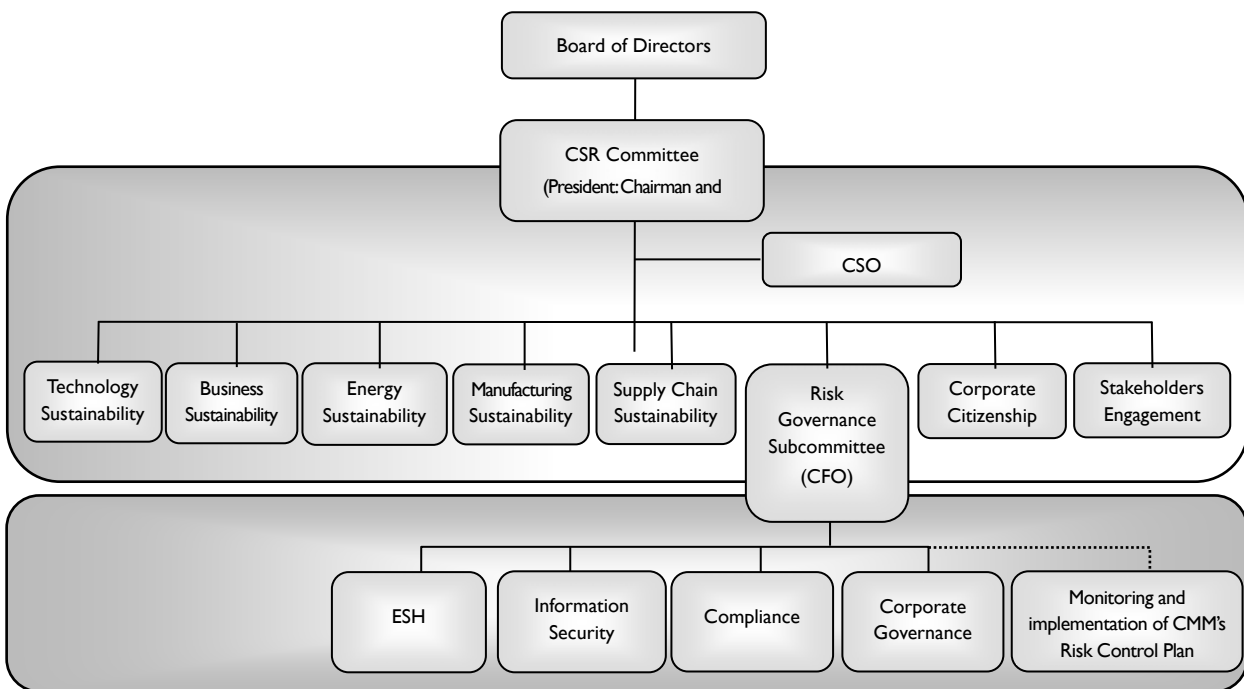 Board of Directors
CSR Committee
(President: Chairman and
CSO
Technology
Sustainability
Business
Sustainability
Energy
Sustainability
Manufacturing
Sustainability
Supply Chain
Sustainability
Risk
Governance
Subcommittee
(CFO)
Corporate
Citizenship
Stakeholders
Engagement
ESH
Information
Security
Compliance
Corporate
Governance
Monitoring and
implementation of CMM's
Risk Control Plan